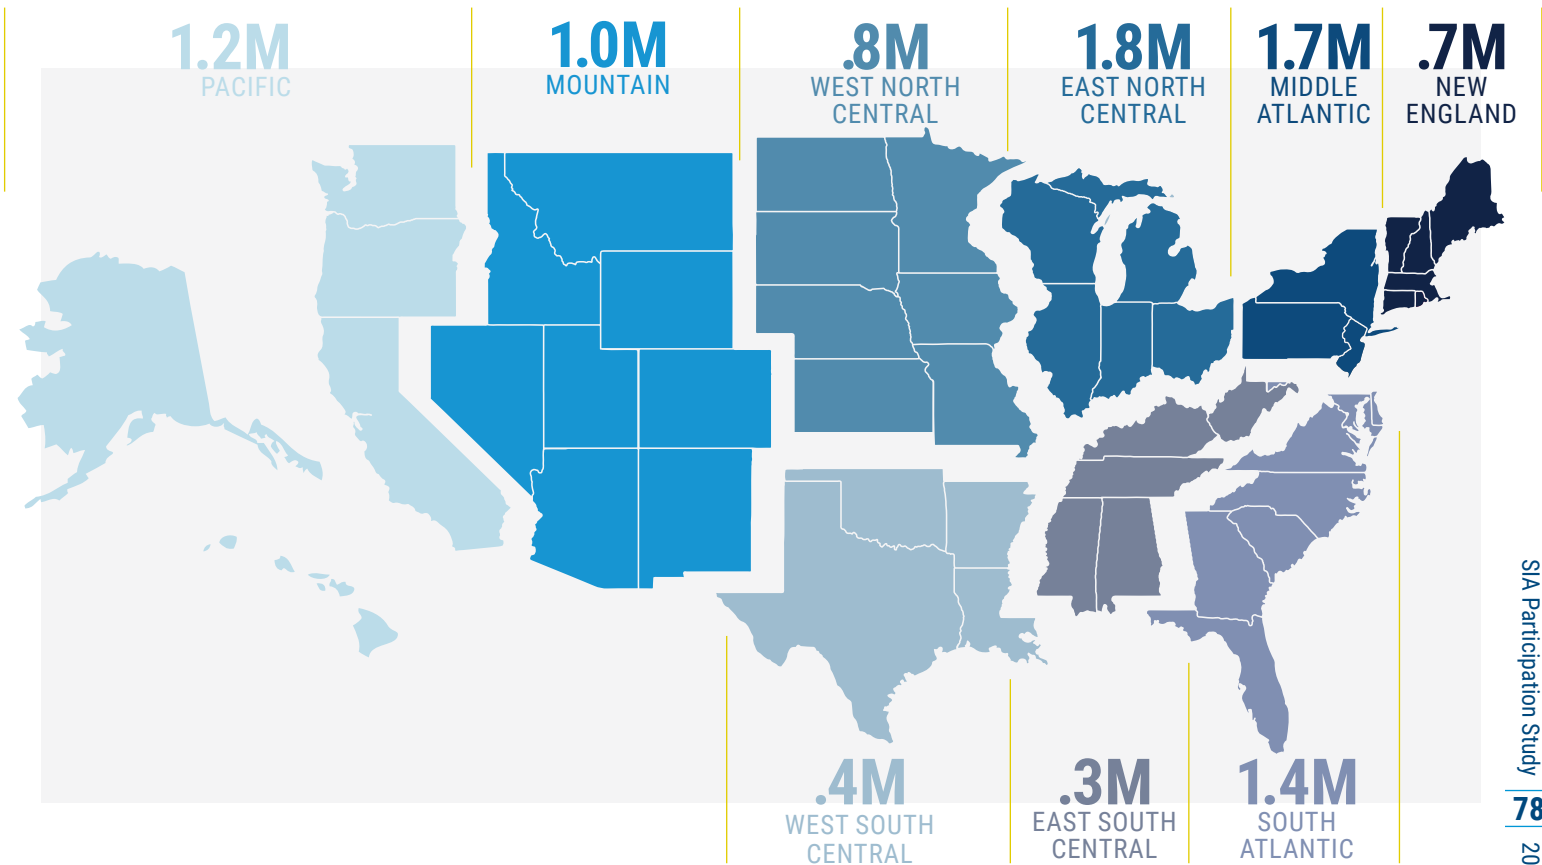 1.2M
PACIFIC
1.0M
MOUNTAIN
.8M
WEST NORTH
CENTRAL
1.8M
EAST NORTH
CENTRAL
1.7M
MIDDLE
ATLANTIC
.7M
NEW
ENGLAND
.4M
WEST SOUTH
CENTRAL
.3M
EAST SOUTH
CENTRAL
1.4M
SOUTH
ATLANTIC
SIA Participation Study
78
20